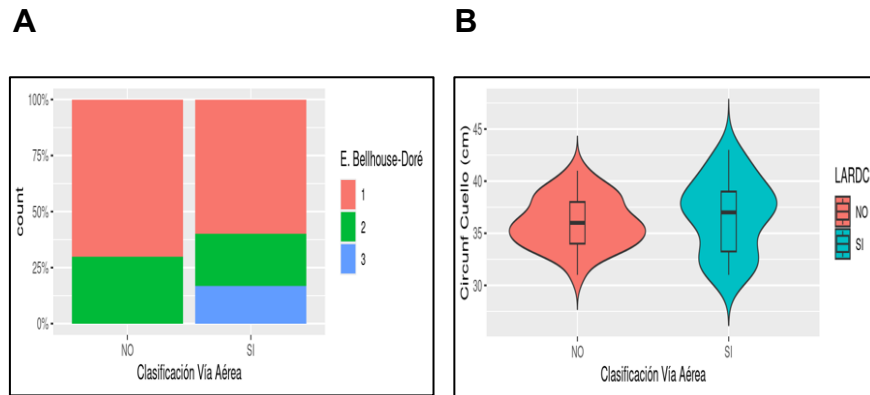 A
B
100%
75%
50%
25%
0%
count
NO
SI
Clasificación Vía Aérea
E. Bellhouse-Doré
1
2
3
45
40
35
30
Circunf Cuello (cm)
NO
SI
Clasificación Vía Aérea
LARDC
NO
SI